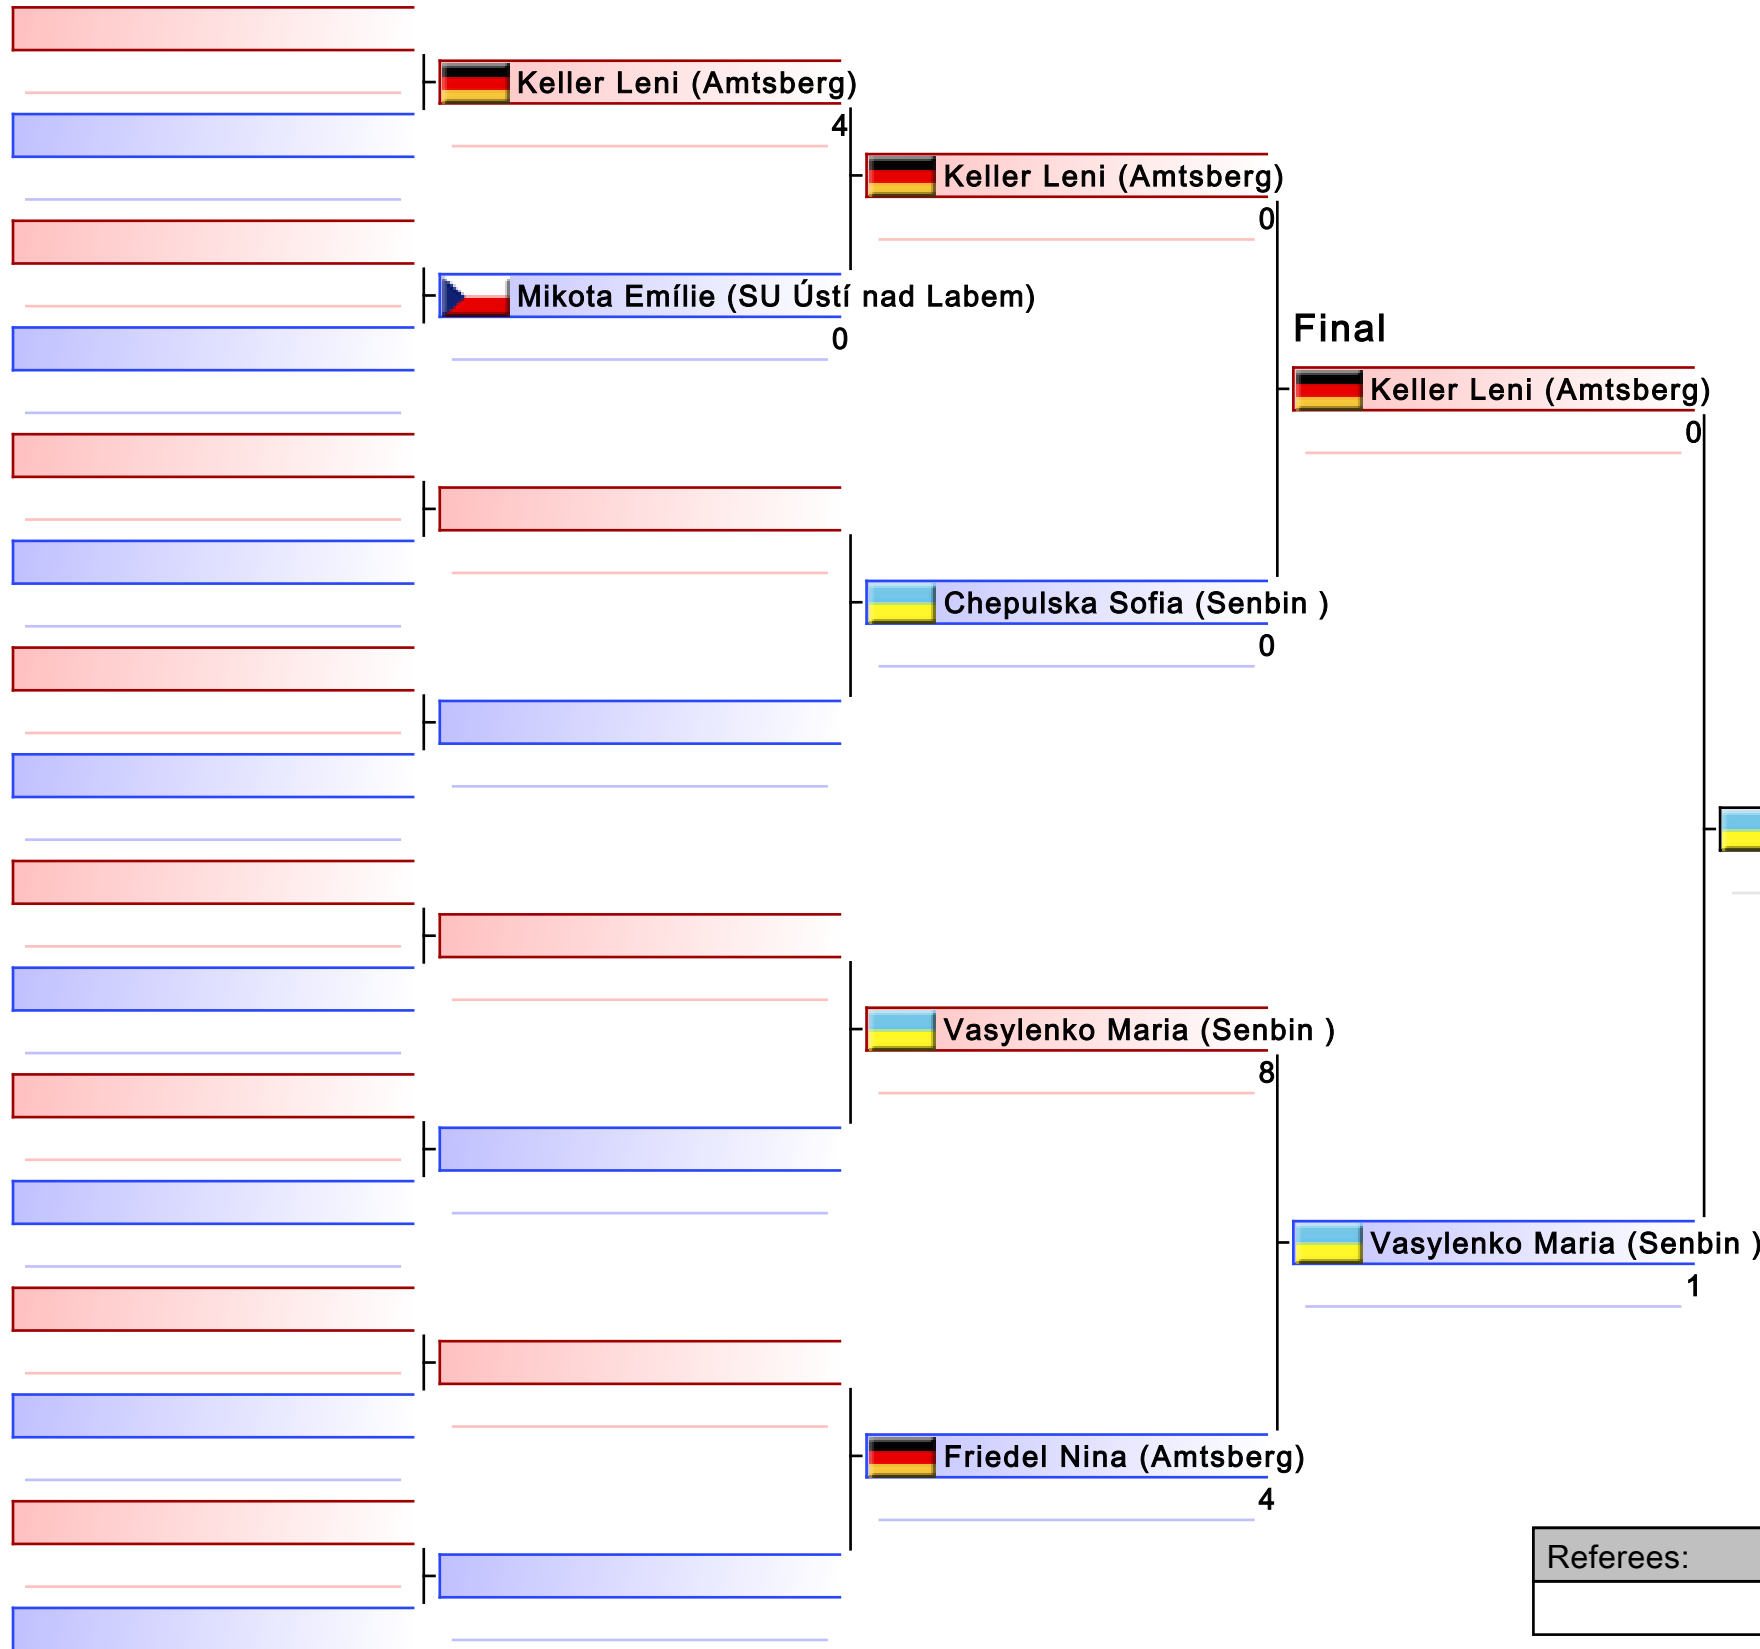 Keller Leni (Amtsberg)
4
Keller Leni (Amtsberg)
0
Mikota Emílie (SU Ústí nad Labem)
0
Final
Keller Leni (Amtsberg)
0
Chepulska Sofia (Senbin )
0
Vasylenko Maria (Senbin )
8
Vasylenko Maria (Senbin )
1
Friedel Nina (Amtsberg)
4
Referees: